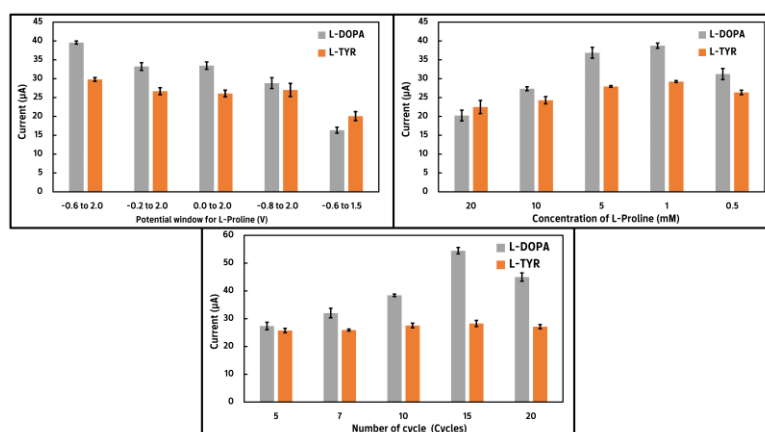 45
40
35
30
25
20
15
10
5
0
Current (µA)
L-DOPA
L-TYR
-0.6 to 2.0 -0.2 to 2.0 0.0 to 2.0 -0.8 to 2.0 -0.6 to 1.5
Potential window for L-Proline (V)
45
40
35
30
25
20
15
10
5
0
Current (µA)
L-DOPA
L-TYR
20 10 5 1 0.5
Concentration of L-Proline (mM)
60
50
40
30
20
10
0
Current (µA)
L-DOPA
L-TYR
5 7 10 15 20
Number of cycle (Cycles)